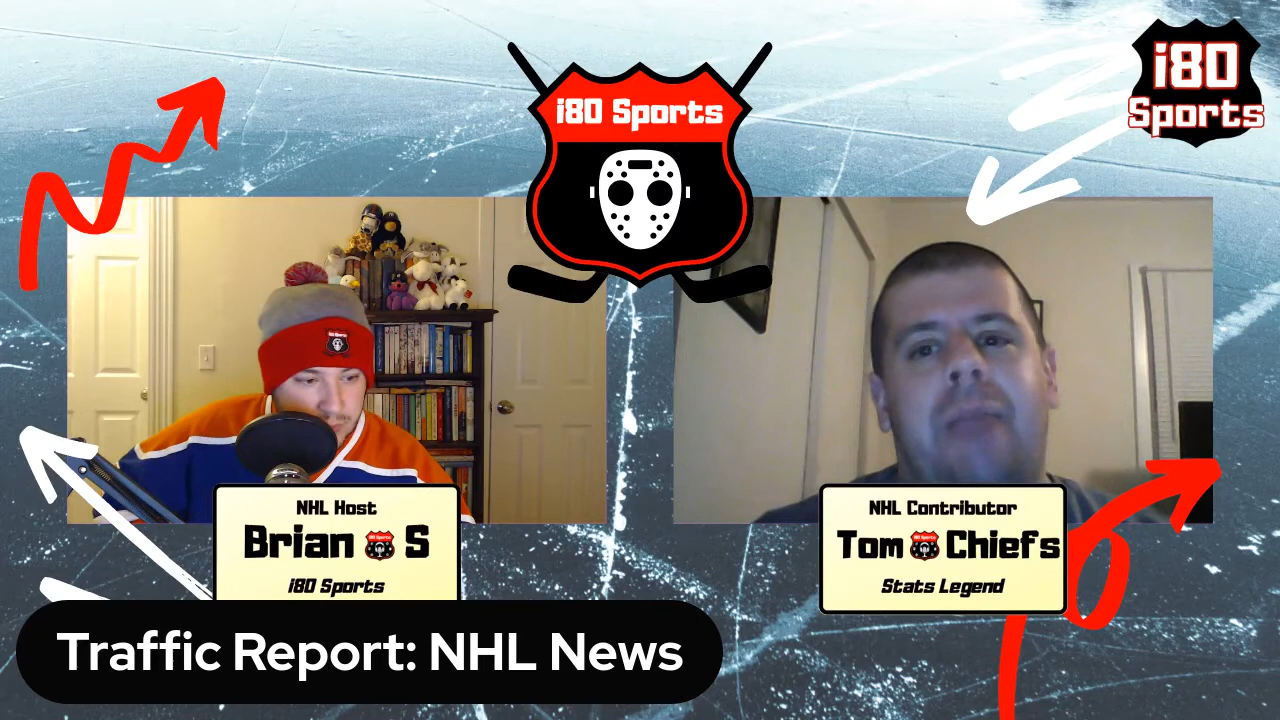 i80 Sports
i80
Sports
NHL Host
Brian S
i80 Sports
NHL Contributor
Tom Chiefs
Stats Legend
Traffic Report: NHL News